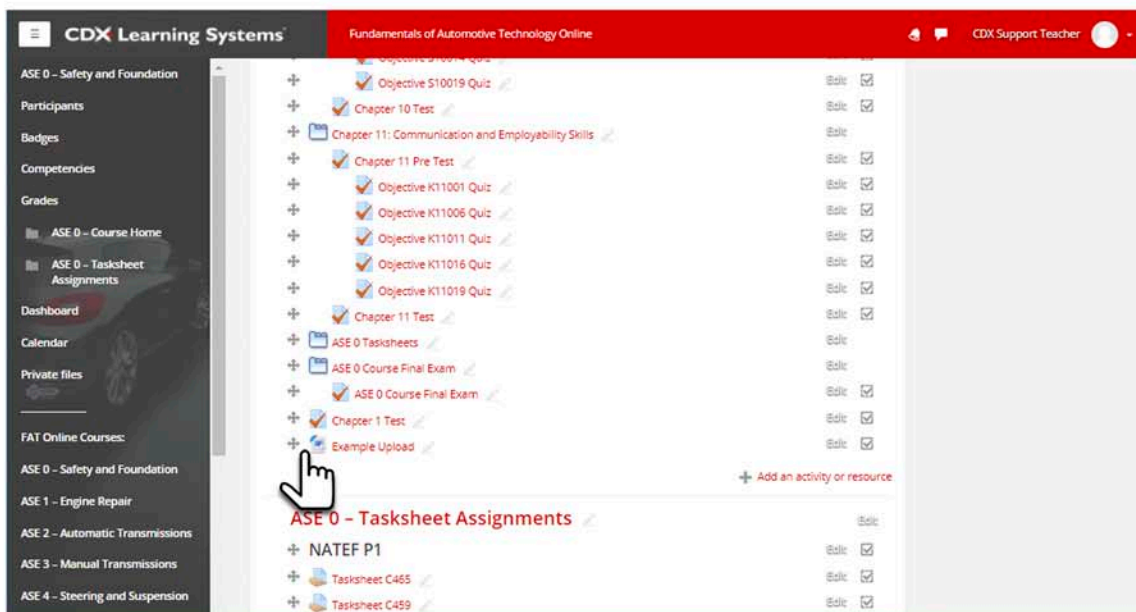 CDX Learning Systems
Fundamentals of Automotive Technology Online
CDX Support Teacher
ASE 0 – Safety and Foundation
Participants
Badges
Competencies
Grades
ASE 0 – Course Home
ASE 0 – Tasksheet
Assignments
Dashboard
Calendar
Private files
FAT Online Courses:
ASE 0 – Safety and Foundation
ASE 1 – Engine Repair
ASE 2 – Automatic Transmissions
ASE 3 – Manual Transmissions
ASE 4 – Steering and Suspension
Objective S10019 Quiz Edit
Chapter 10 Test Edit
Chapter 11: Communication and Employability Skills Edit
Chapter 11 Pre Test Edit
Objective K11001 Quiz Edit
Objective K11006 Quiz Edit
Objective K11011 Quiz Edit
Objective K11016 Quiz Edit
Objective K11019 Quiz Edit
Chapter 11 Test Edit
ASE 0 Tasksheets Edit
ASE 0 Course Final Exam Edit
ASE 0 Course Final Exam Edit
Chapter 1 Test Edit
Example Upload Edit
Add an activity or resource
ASE 0 – Tasksheet Assignments Edit
NATEF P1 Edit
Tasksheet C465 Edit
Tasksheet C459 Edit